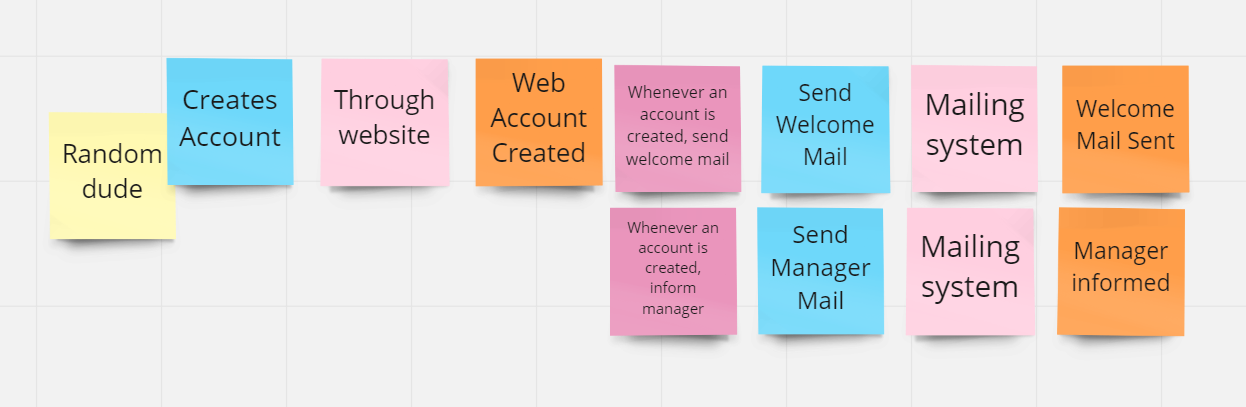 Random
dude
Creates
Account
Through
website
Web
Account
Created
Whenever an
account is
created, send
welcome mail
Send
Welcome
Mail
Mailing
system
Welcome
Mail Sent
Whenever an
account is
created,
inform
manager
Send
Manager
Mail
Mailing
system
Manager
informed